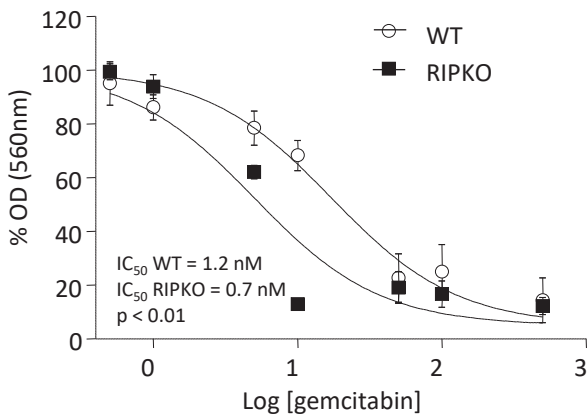 120
100
80
60
40
20
0
% OD (560nm)
WT
RIPKO
IC₅₀ WT = 1.2 nM
IC₅₀ RIPKO = 0.7 nM
p < 0.01
0 1 2 3
Log [gemcitabin]